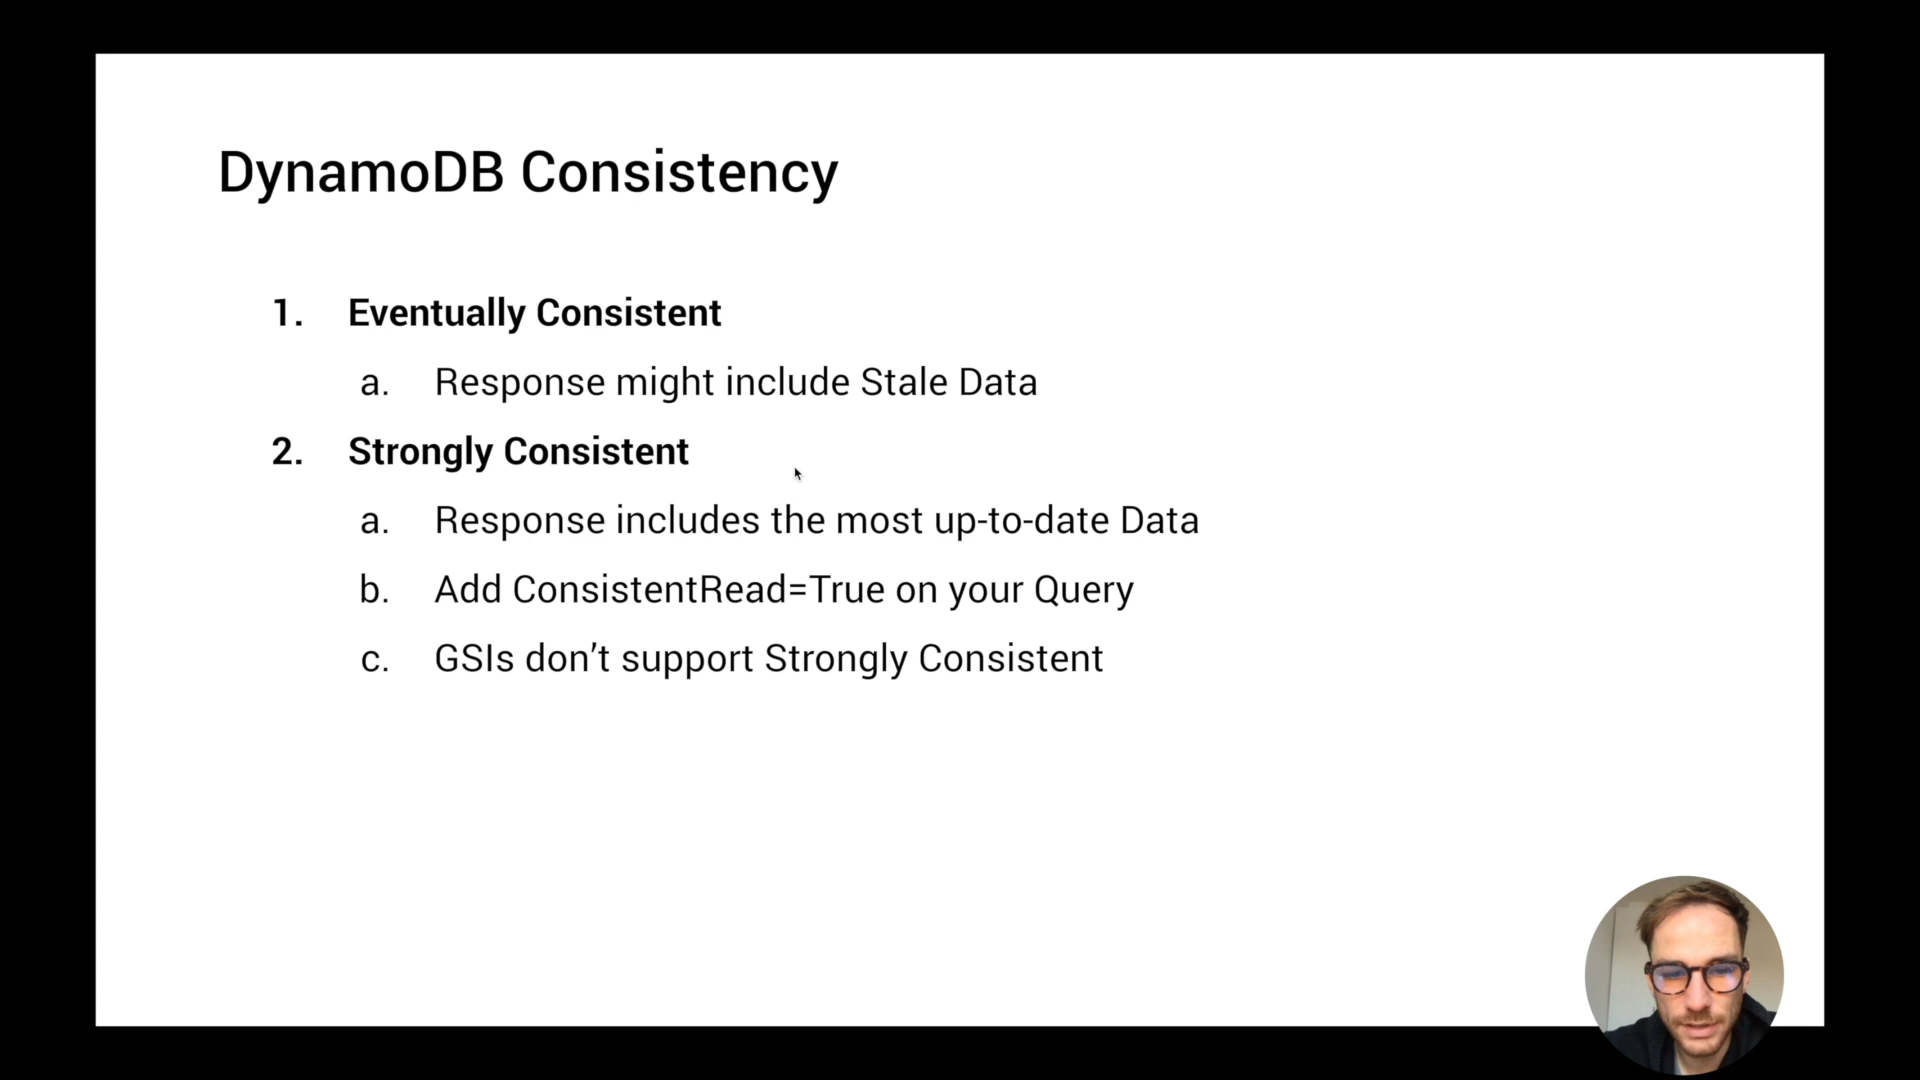 DynamoDB Consistency
1. Eventually Consistent
a. Response might include Stale Data
2. Strongly Consistent
a. Response includes the most up-to-date Data
b. Add ConsistentRead=True on your Query
c. GSIs don’t support Strongly Consistent